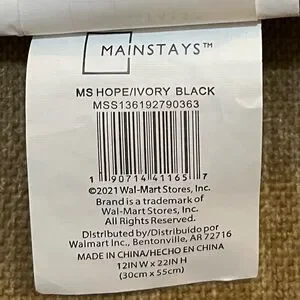 MAINSTAYS™
MS HOPE/IVORY BLACK
MSS136192790363
1 90714 41165 7
©2021 Wal-Mart Stores, Inc.
Brand is a trademark of
Wal-Mart Stores, Inc.
All Rights Reserved.
Distributed by/Distribuido por
Walmart Inc., Bentonville, AR 72716
MADE IN CHINA/HECHO EN CHINA
12IN W x 22IN H
(30cm x 55cm)